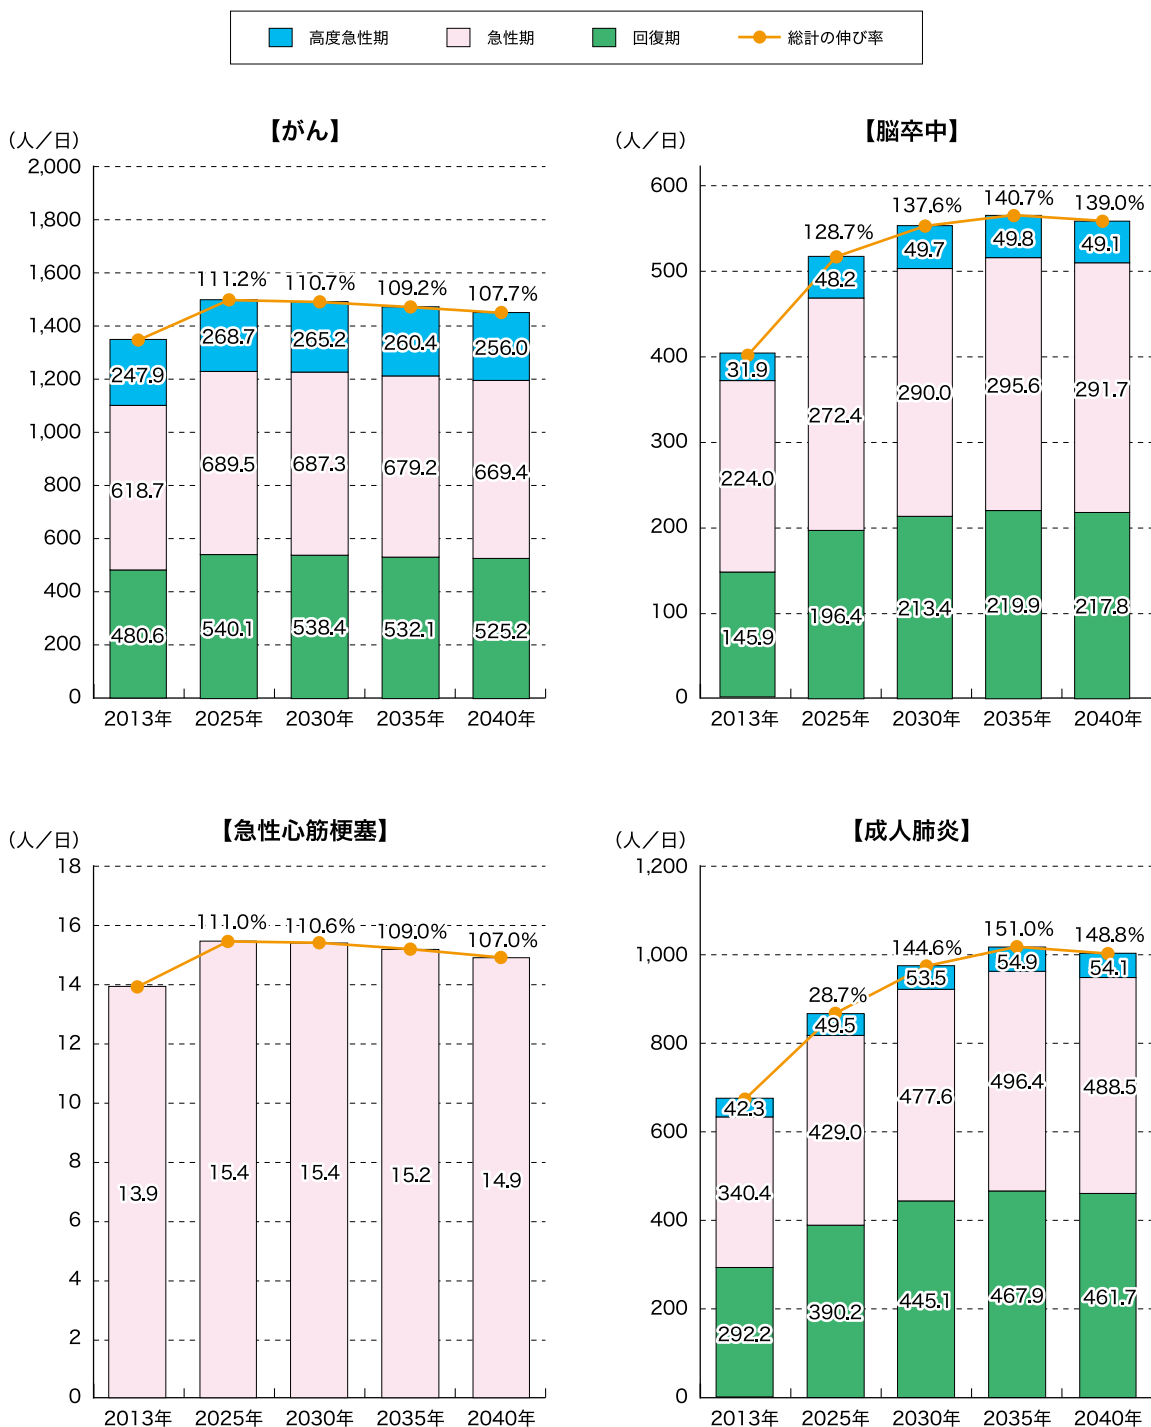 高度急性期 急性期 回復期 総計の伸び率
【がん】
(人／日)
2,000
1,800
1,600
1,400
1,200
1,000
800
600
400
200
0
111.2% 110.7% 109.2% 107.7%
247.9 268.7 265.2 260.4 256.0
618.7 689.5 687.3 679.2 669.4
480.6 540.1 538.4 532.1 525.2
2013年 2025年 2030年 2035年 2040年
【脳卒中】
(人／日)
600
500
400
300
200
100
0
128.7% 137.6% 140.7% 139.0%
31.9 48.2 49.7 49.8 49.1
224.0 272.4 290.0 295.6 291.7
145.9 196.4 213.4 219.9 217.8
2013年 2025年 2030年 2035年 2040年
【急性心筋梗塞】
(人／日)
18
16
14
12
10
8
6
4
2
0
111.0% 110.6% 109.0% 107.0%
13.9 15.4 15.4 15.2 14.9
2013年 2025年 2030年 2035年 2040年
【成人肺炎】
(人／日)
1,200
1,000
800
600
400
200
0
28.7% 144.6% 151.0% 148.8%
42.3 49.5 53.5 54.9 54.1
340.4 429.0 477.6 496.4 488.5
292.2 390.2 445.1 467.9 461.7
2013年 2025年 2030年 2035年 2040年